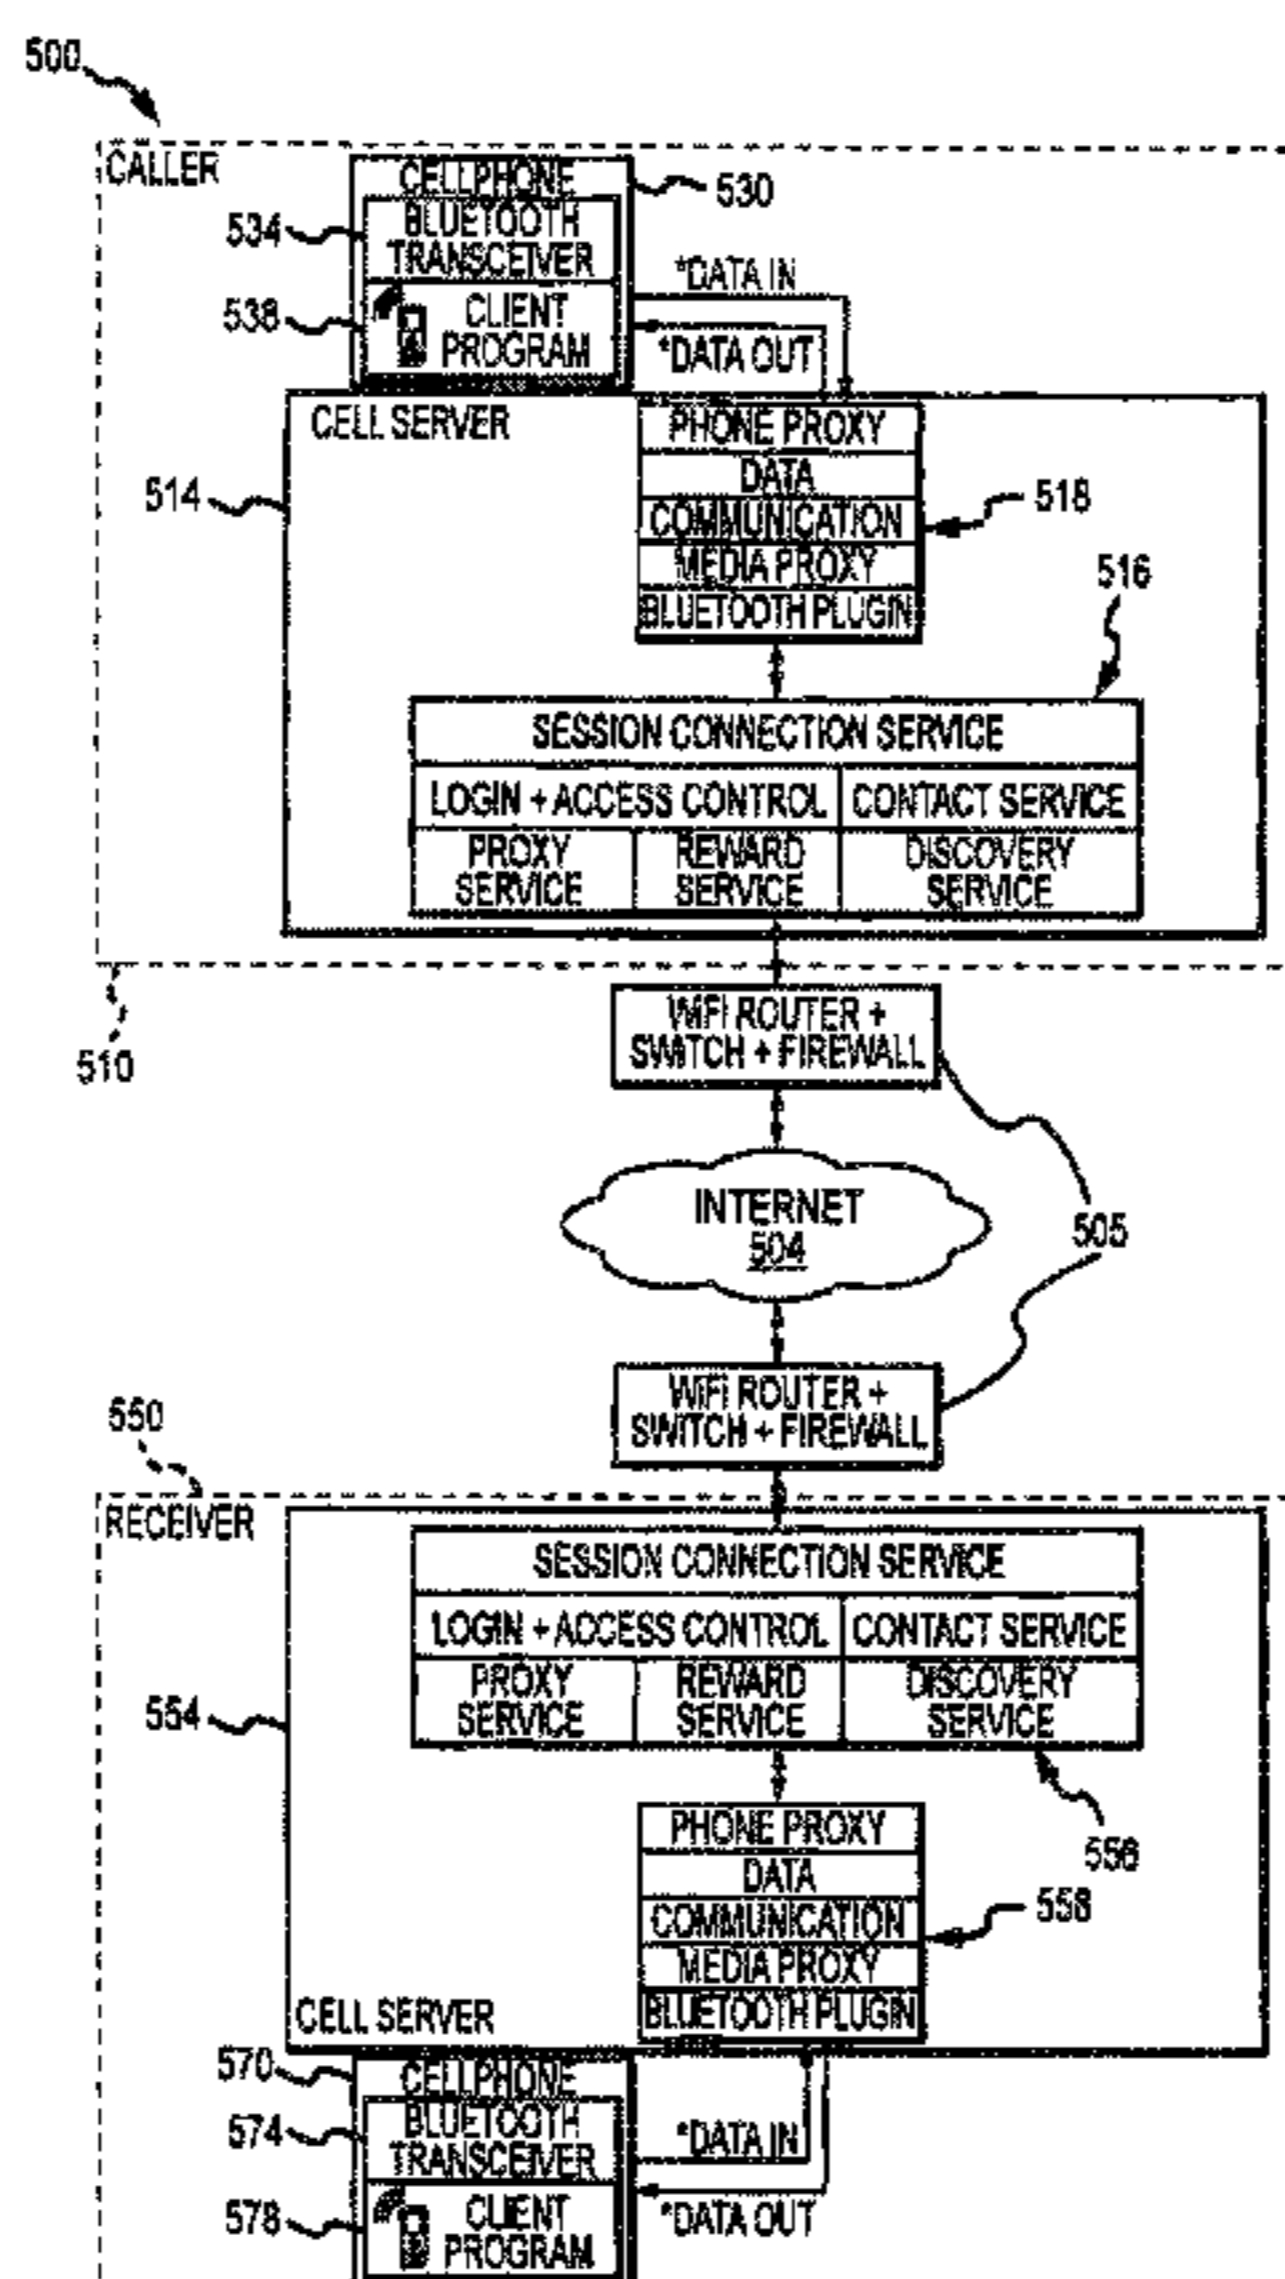 500
CALLER
CELLPHONE
530
534
BLUETOOTH
TRANSCEIVER
*DATA IN
538
CLIENT
PROGRAM
*DATA OUT
CELL SERVER
PHONE PROXY
514
DATA
518
COMMUNICATION
MEDIA PROXY
516
BLUETOOTH PLUGIN
SESSION CONNECTION SERVICE
LOGIN + ACCESS CONTROL
CONTACT SERVICE
PROXY
SERVICE
REWARD
SERVICE
DISCOVERY
SERVICE
510
WIFI ROUTER +
SWITCH + FIREWALL
INTERNET
504
505
WIFI ROUTER +
SWITCH + FIREWALL
550
RECEIVER
SESSION CONNECTION SERVICE
LOGIN + ACCESS CONTROL
CONTACT SERVICE
554
PROXY
SERVICE
REWARD
SERVICE
DISCOVERY
SERVICE
PHONE PROXY
556
DATA
558
COMMUNICATION
MEDIA PROXY
BLUETOOTH PLUGIN
CELL SERVER
570
CELLPHONE
574
BLUETOOTH
TRANSCEIVER
*DATA IN
578
CLIENT
PROGRAM
*DATA OUT